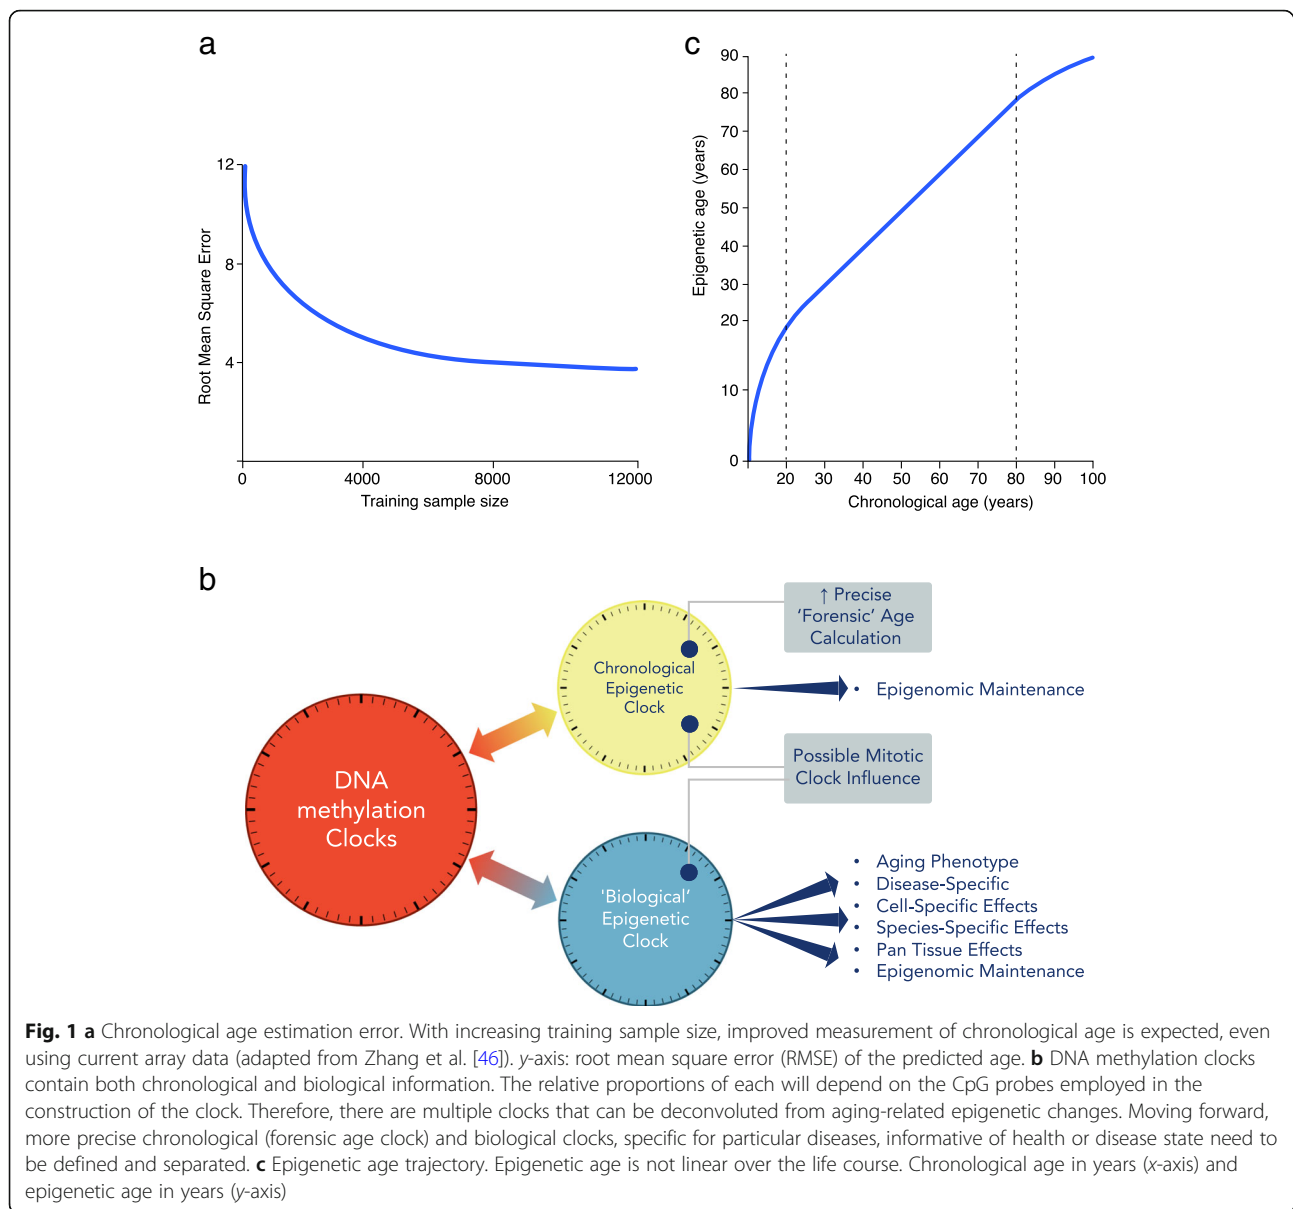 a
12
8
4
0
4000
8000
12000
Root Mean Square Error
Training sample size
c
90
80
70
60
50
40
30
20
10
0
20
30
40
50
60
70
80
90
100
Epigenetic age (years)
Chronological age (years)
b
DNA
methylation
Clocks
Chronological
Epigenetic
Clock
↑ Precise
'Forensic' Age
Calculation
• Epigenomic Maintenance
Possible Mitotic
Clock Influence
'Biological’
Epigenetic
Clock
• Aging Phenotype
• Disease-Specific
• Cell-Specific Effects
• Species-Specific Effects
• Pan Tissue Effects
• Epigenomic Maintenance
Fig. 1 a Chronological age estimation error. With increasing training sample size, improved measurement of chronological age is expected, even
using current array data (adapted from Zhang et al. [46]). y-axis: root mean square error (RMSE) of the predicted age. b DNA methylation clocks
contain both chronological and biological information. The relative proportions of each will depend on the CpG probes employed in the
construction of the clock. Therefore, there are multiple clocks that can be deconvoluted from aging-related epigenetic changes. Moving forward,
more precise chronological (forensic age clock) and biological clocks, specific for particular diseases, informative of health or disease state need to
be defined and separated. c Epigenetic age trajectory. Epigenetic age is not linear over the life course. Chronological age in years (x-axis) and
epigenetic age in years (y-axis)